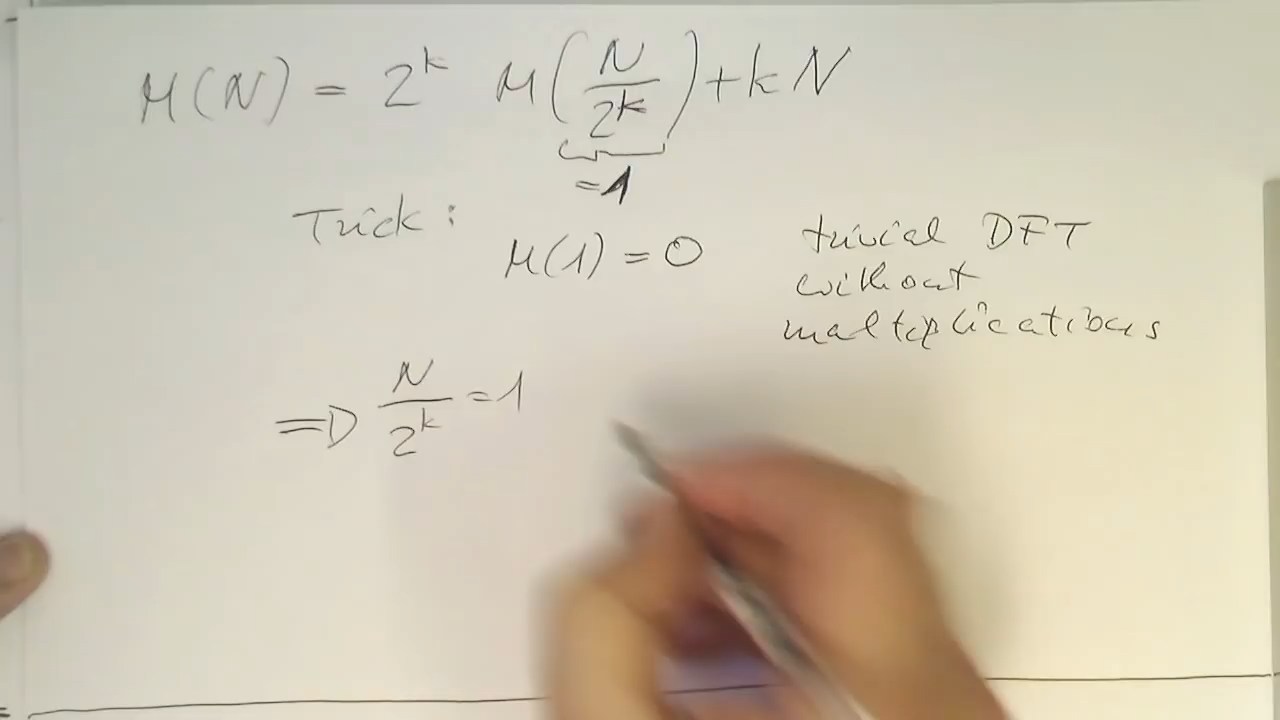 M(N) = 2^k M(N/2^k) + kN
=1
Trick:
M(1) = 0
trivial DFT
without
multiplications
=> N/2^k = 1